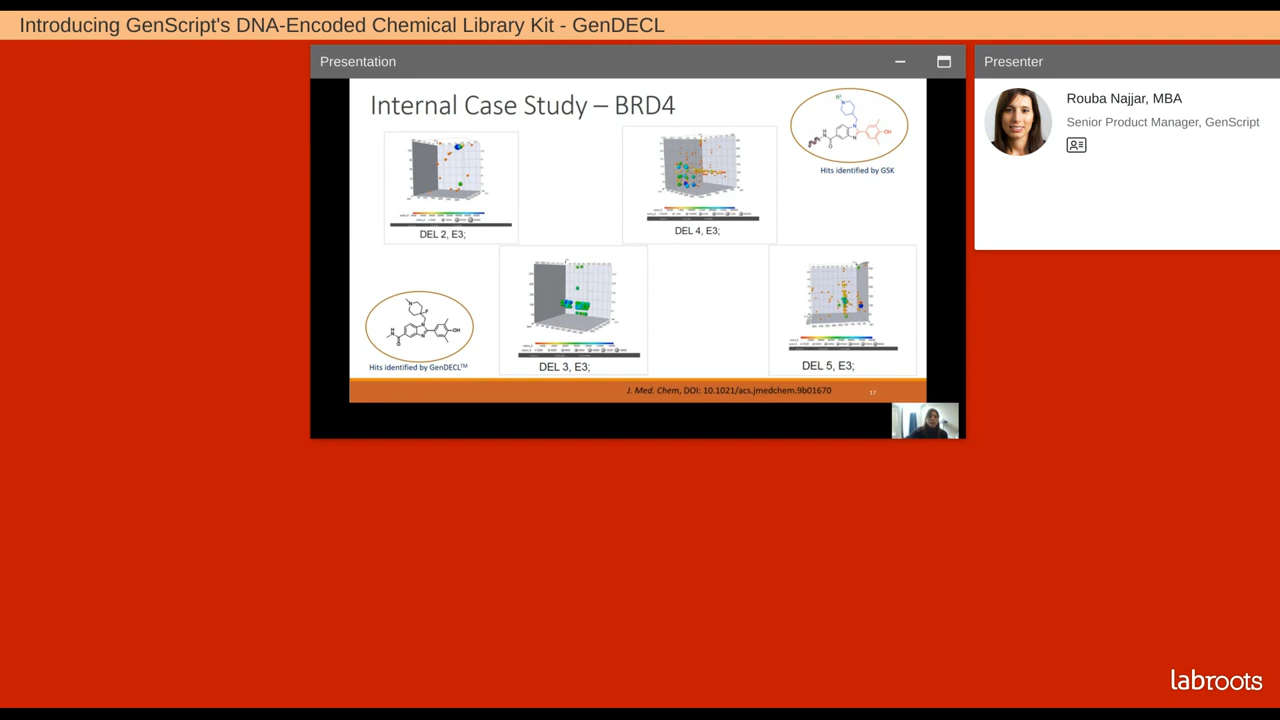 Introducing GenScript's DNA-Encoded Chemical Library Kit - GenDECL
Presentation
Presenter
Rouba Najjar, MBA
Senior Product Manager, GenScript
Internal Case Study – BRD4
Hits identified by GSK
DEL 2, E3;
DEL 4, E3;
Hits identified by GenDECL™
DEL 3, E3;
DEL 5, E3;
J. Med. Chem, DOI: 10.1021/acs.jmedchem.9b01670
17
labroots